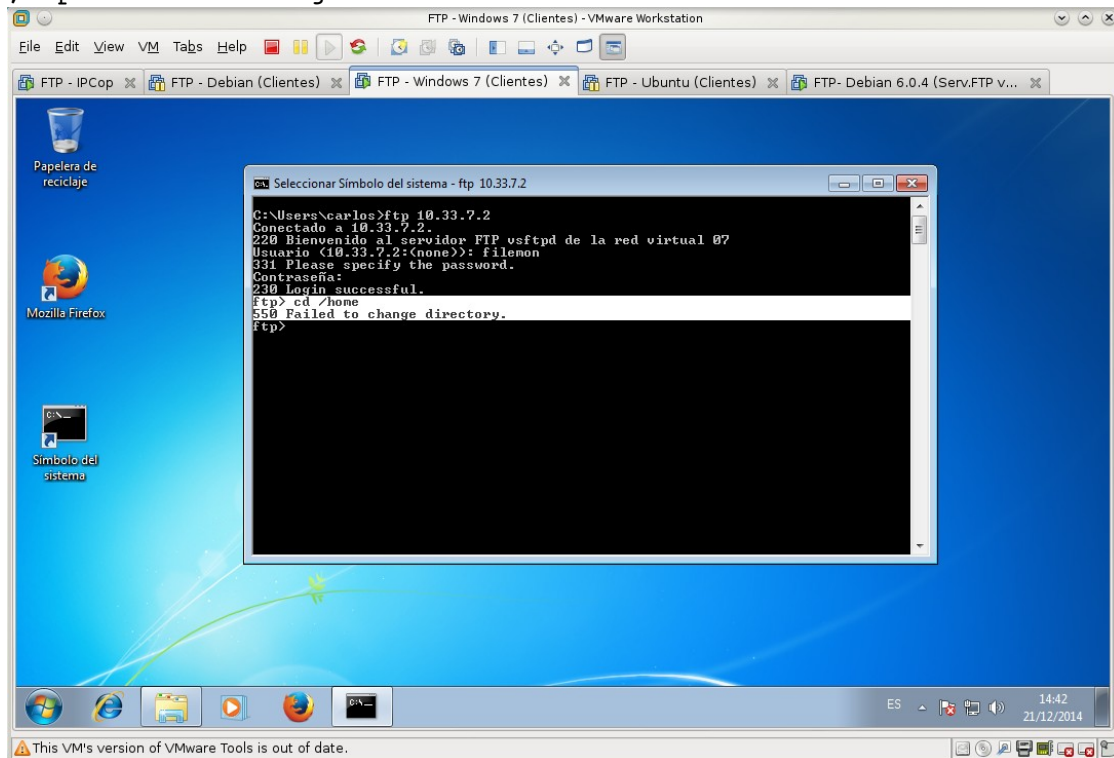 FTP - Windows 7 (Clientes) - VMware Workstation
File Edit View VM Tabs Help
FTP - IPCop
FTP - Debian (Clientes)
FTP - Windows 7 (Clientes)
FTP - Ubuntu (Clientes)
FTP- Debian 6.0.4 (Serv.FTP v...
Papelera de
reciclaje
Mozilla Firefox
Símbolo del
sistema
Seleccionar Símbolo del sistema - ftp 10.33.7.2
C:\Users\carlos>ftp 10.33.7.2
Conectado a 10.33.7.2.
220 Bienvenido al servidor FTP vsftpd de la red virtual 07
Usuario (10.33.7.2:(none)): filemon
331 Please specify the password.
Contraseña:
230 Login successful.
ftp> cd /home
550 Failed to change directory.
ftp>
ES
14:42
21/12/2014
This VM's version of VMware Tools is out of date.